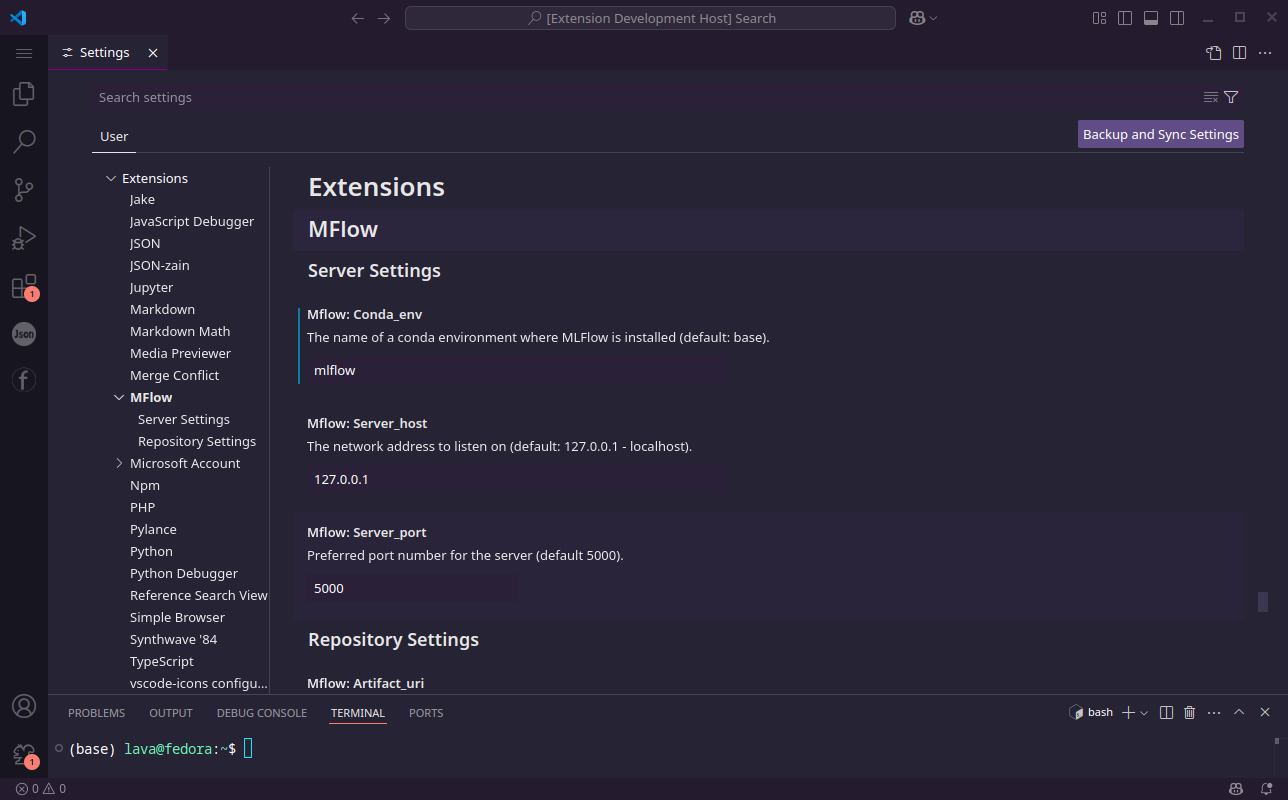 [Extension Development Host] Search
Settings
Search settings
User
Backup and Sync Settings
Extensions
Jake
JavaScript Debugger
JSON
JSON-zain
Jupyter
Markdown
Markdown Math
Media Previewer
Merge Conflict
MFlow
Server Settings
Repository Settings
Microsoft Account
Npm
PHP
Pylance
Python
Python Debugger
Reference Search View
Simple Browser
Synthwave '84
TypeScript
vscode-icons configu...
Extensions
MFlow
Server Settings
Mflow: Conda_env
The name of a conda environment where MLFlow is installed (default: base).
mlflow
Mflow: Server_host
The network address to listen on (default: 127.0.0.1 - localhost).
127.0.0.1
Mflow: Server_port
Preferred port number for the server (default 5000).
5000
Repository Settings
Mflow: Artifact_uri
1
Json
f
1
PROBLEMS OUTPUT DEBUG CONSOLE TERMINAL PORTS
bash
(base) lava@fedora:~$
0 0